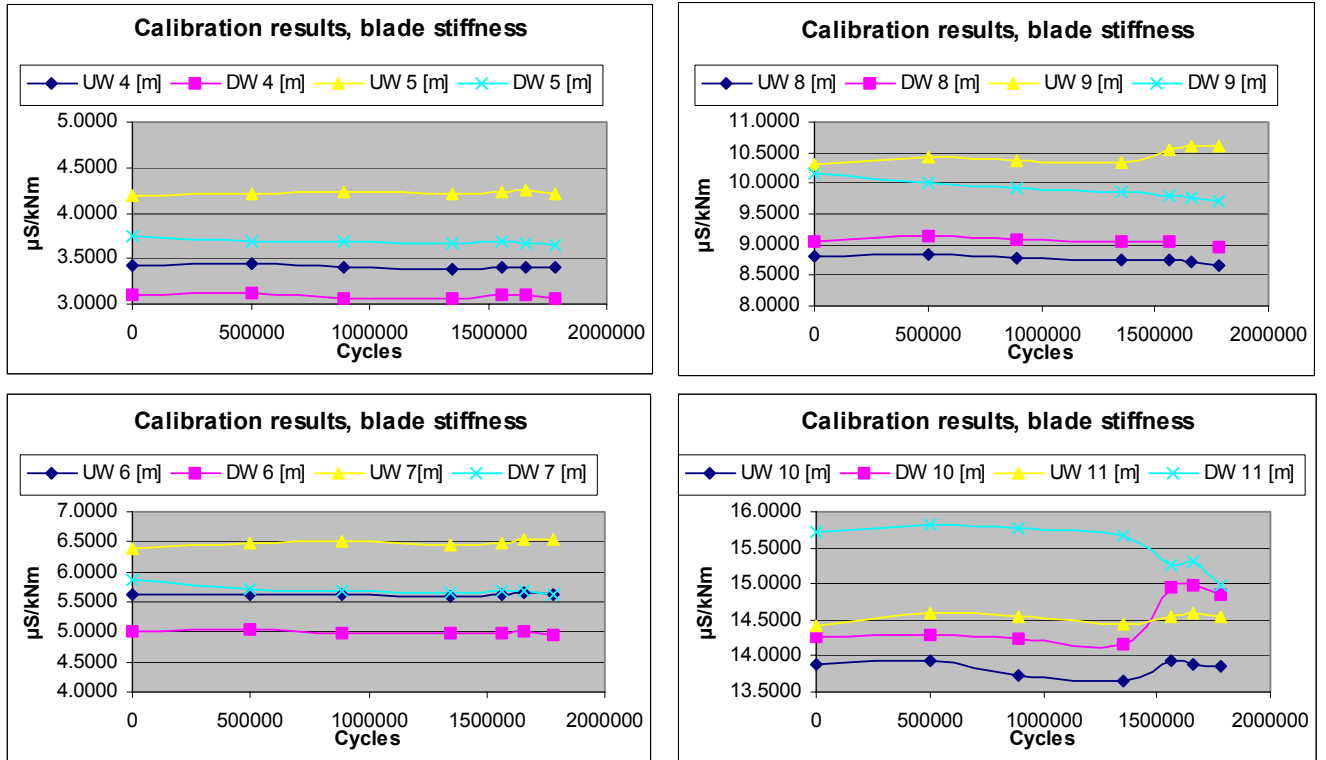 Calibration results, blade stiffness
UW 4 [m] DW 4 [m] UW 5 [m] DW 5 [m]
5.0000
4.5000
4.0000
3.5000
3.0000
µS/kNm
0 500000 1000000 1500000 2000000
Cycles
Calibration results, blade stiffness
UW 8 [m] DW 8 [m] UW 9 [m] DW 9 [m]
11.0000
10.5000
10.0000
9.5000
9.0000
8.5000
8.0000
µS/kNm
0 500000 1000000 1500000 2000000
Cycles
Calibration results, blade stiffness
UW 6 [m] DW 6 [m] UW 7[m] DW 7 [m]
7.0000
6.5000
6.0000
5.5000
5.0000
4.5000
4.0000
µS/kNm
0 500000 1000000 1500000 2000000
Cycles
Calibration results, blade stiffness
UW 10 [m] DW 10 [m] UW 11 [m] DW 11 [m]
16.0000
15.5000
15.0000
14.5000
14.0000
13.5000
µS/kNm
0 500000 1000000 1500000 2000000
Cycles